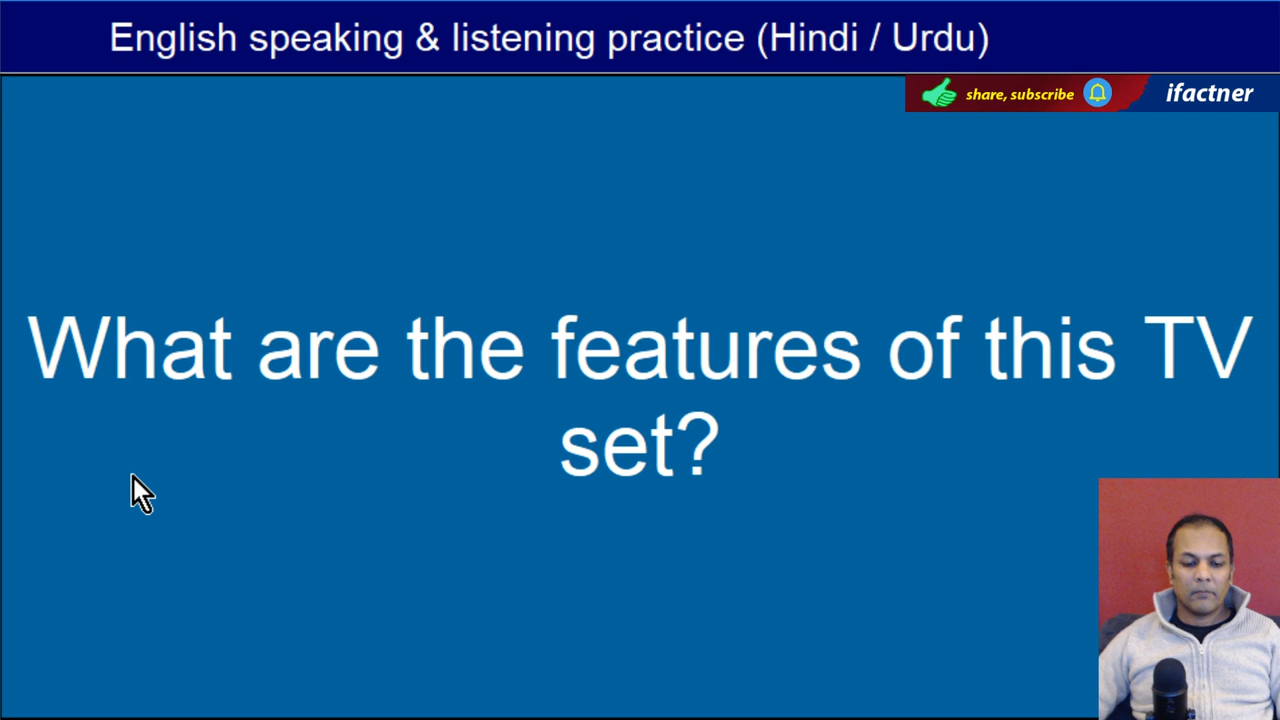 English speaking & listening practice (Hindi / Urdu)
share, subscribe
ifactner
What are the features of this TV
set?